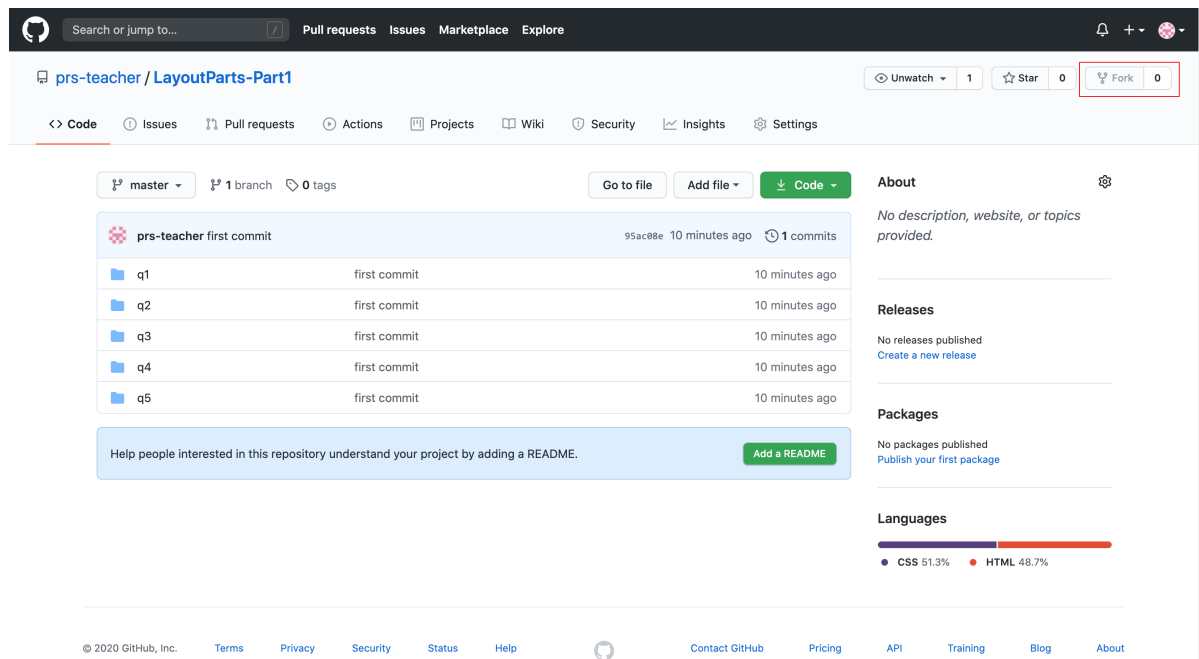 Search or jump to... / Pull requests Issues Marketplace Explore
prs-teacher / LayoutParts-Part1 Unwatch 1 Star 0 Fork 0
<> Code Issues Pull requests Actions Projects Wiki Security Insights Settings
master 1 branch 0 tags Go to file Add file Code
prs-teacher first commit 95ac08e 10 minutes ago 1 commits
q1 first commit 10 minutes ago
q2 first commit 10 minutes ago
q3 first commit 10 minutes ago
q4 first commit 10 minutes ago
q5 first commit 10 minutes ago
Help people interested in this repository understand your project by adding a README. Add a README
About
No description, website, or topics
provided.
Releases
No releases published
Create a new release
Packages
No packages published
Publish your first package
Languages
CSS 51.3% HTML 48.7%
© 2020 GitHub, Inc. Terms Privacy Security Status Help Contact GitHub Pricing API Training Blog About